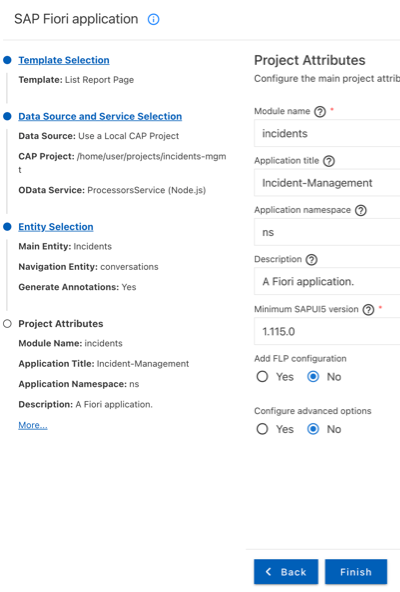 SAP Fiori application
Template Selection
Template: List Report Page
Data Source and Service Selection
Data Source: Use a Local CAP Project
CAP Project: /home/user/projects/incidents-mgm
t
OData Service: ProcessorsService (Node.js)
Entity Selection
Main Entity: Incidents
Navigation Entity: conversations
Generate Annotations: Yes
Project Attributes
Module Name: incidents
Application Title: Incident-Management
Application Namespace: ns
Description: A Fiori application.
More...
Project Attributes
Configure the main project attrib
Module name ? *
incidents
Application title ?
Incident-Management
Application namespace ?
ns
Description ?
A Fiori application.
Minimum SAPUI5 version ? *
1.115.0
Add FLP configuration
Yes No
Configure advanced options
Yes No
< Back Finish